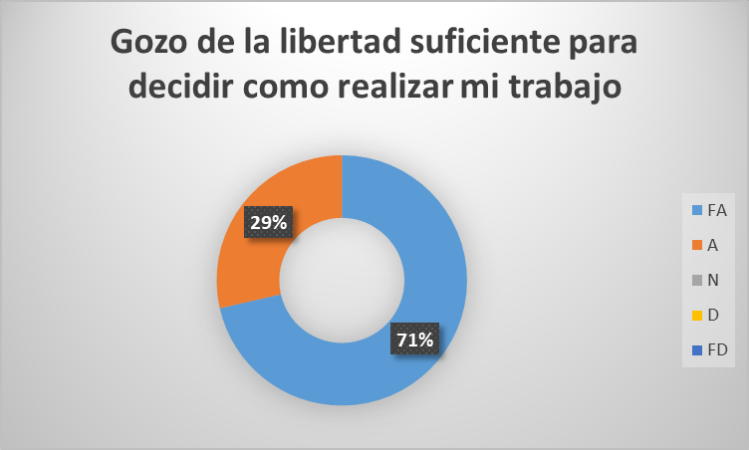 Gozo de la libertad suficiente para
decidir como realizar mi trabajo
29%
71%
FA
A
N
D
FD